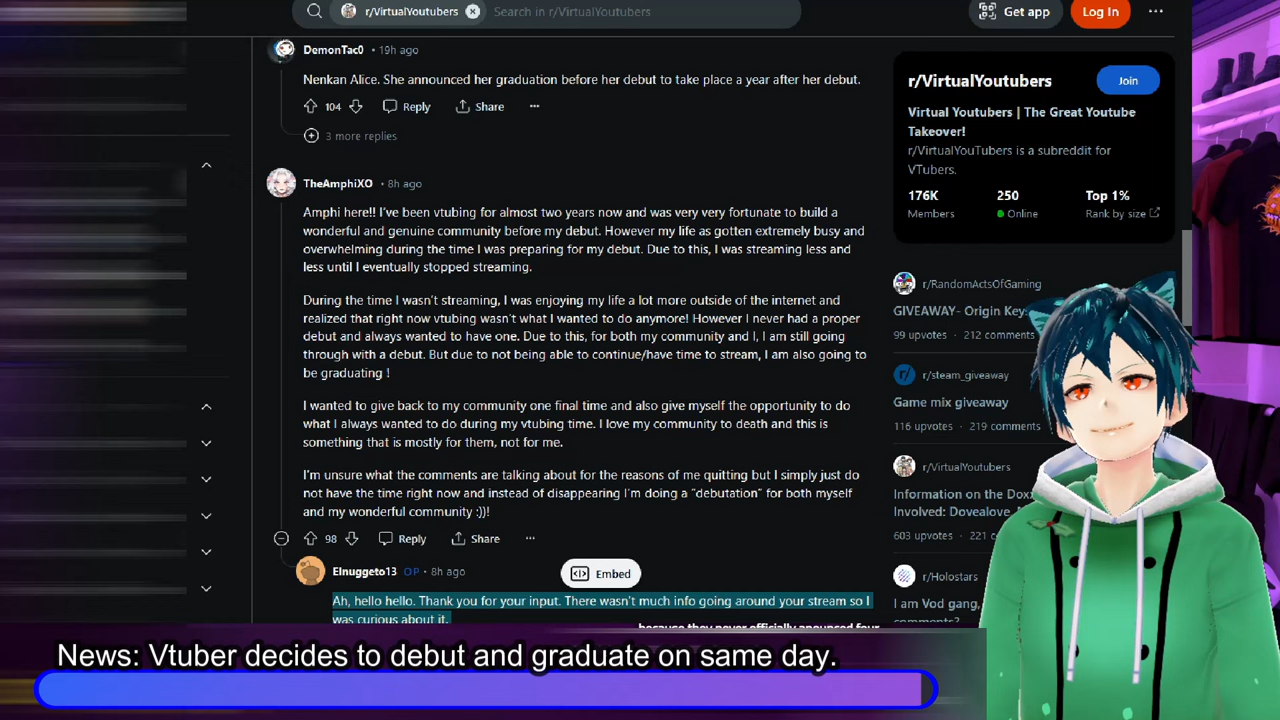 r/VirtualYoutubers
Search in r/VirtualYoutubers
Get app
Log In
DemonTac0 • 19h ago
Nenkan Alice. She announced her graduation before her debut to take place a year after her debut.
104 Reply Share
3 more replies
TheAmphiXO • 8h ago
Amphi here!! I've been vtubing for almost two years now and was very very fortunate to build a
wonderful and genuine community before my debut. However my life as gotten extremely busy and
overwhelming during the time I was preparing for my debut. Due to this, I was streaming less and
less until I eventually stopped streaming.
During the time I wasn't streaming, I was enjoying my life a lot more outside of the internet and
realized that right now vtubing wasn't what I wanted to do anymore! However I never had a proper
debut and always wanted to have one. Due to this, for both my community and I, I am still going
through with a debut. But due to not being able to continue/have time to stream, I am also going to
be graduating !
I wanted to give back to my community one final time and also give myself the opportunity to do
what I always wanted to do during my vtubing time. I love my community to death and this is
something that is mostly for them, not for me.
I'm unsure what the comments are talking about for the reasons of me quitting but I simply just do
not have the time right now and instead of disappearing I'm doing a "debutation" for both myself
and my wonderful community :))!
98 Reply Share
Elnuggeto13 OP • 8h ago
Embed
Ah, hello hello. Thank you for your input. There wasn't much info going around your stream so I
was curious about it.
because they never officially anounced four
r/VirtualYoutubers
Join
Virtual Youtubers | The Great Youtube
Takeover!
r/VirtualYouTubers is a subreddit for
VTubers.
176K 250 Top 1%
Members Online Rank by size
r/RandomActsOfGaming
GIVEAWAY- Origin Key
99 upvotes • 212 comments
r/steam_giveaway
Game mix giveaway
116 upvotes • 219 comments
r/VirtualYoutubers
Information on the Dox
Involved: Dovealove,
603 upvotes • 221
r/Holostars
I am Vod gang,
comments?
News: Vtuber decides to debut and graduate on same day.